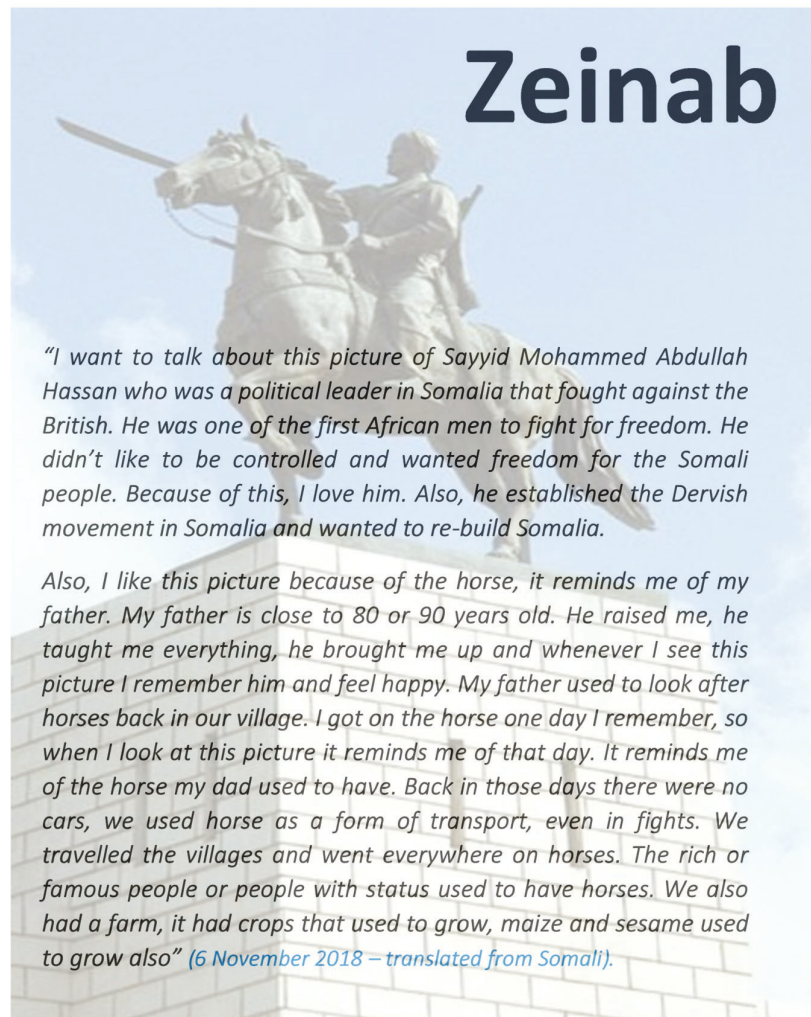 Zeinab
“I want to talk about this picture of Sayyid Mohammed Abdullah
Hassan who was a political leader in Somalia that fought against the
British. He was one of the first African men to fight for freedom. He
didn’t like to be controlled and wanted freedom for the Somali
people. Because of this, I love him. Also, he established the Dervish
movement in Somalia and wanted to re-build Somalia.
Also, I like this picture because of the horse, it reminds me of my
father. My father is close to 80 or 90 years old. He raised me, he
taught me everything, he brought me up and whenever I see this
picture I remember him and feel happy. My father used to look after
horses back in our village. I got on the horse one day I remember, so
when I look at this picture it reminds me of that day. It reminds me
of the horse my dad used to have. Back in those days there were no
cars, we used horse as a form of transport, even in fights. We
travelled the villages and went everywhere on horses. The rich or
famous people or people with status used to have horses. We also
had a farm, it had crops that used to grow, maize and sesame used
to grow also” (6 November 2018 – translated from Somali).